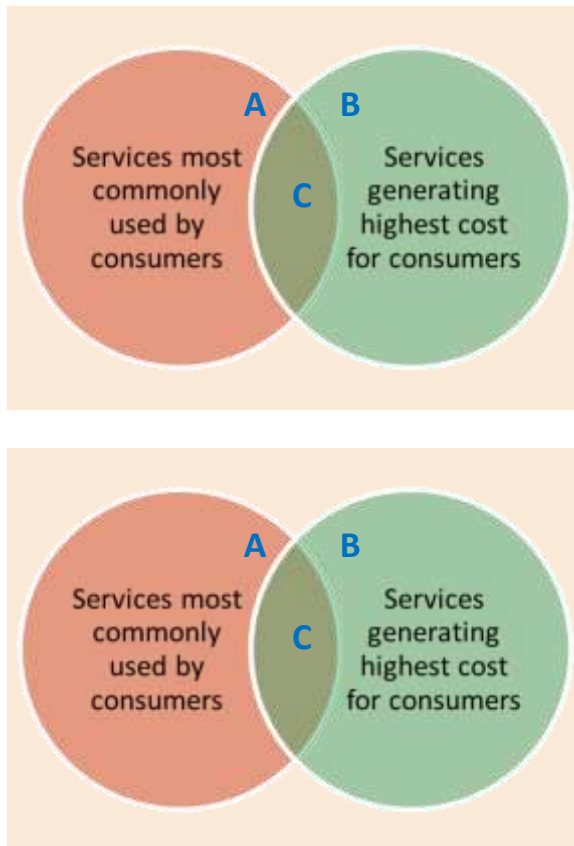 A
B
Services most
commonly
used by
consumers
C
Services
generating
highest cost
for consumers
A
B
Services most
commonly
used by
consumers
C
Services
generating
highest cost
for consumers